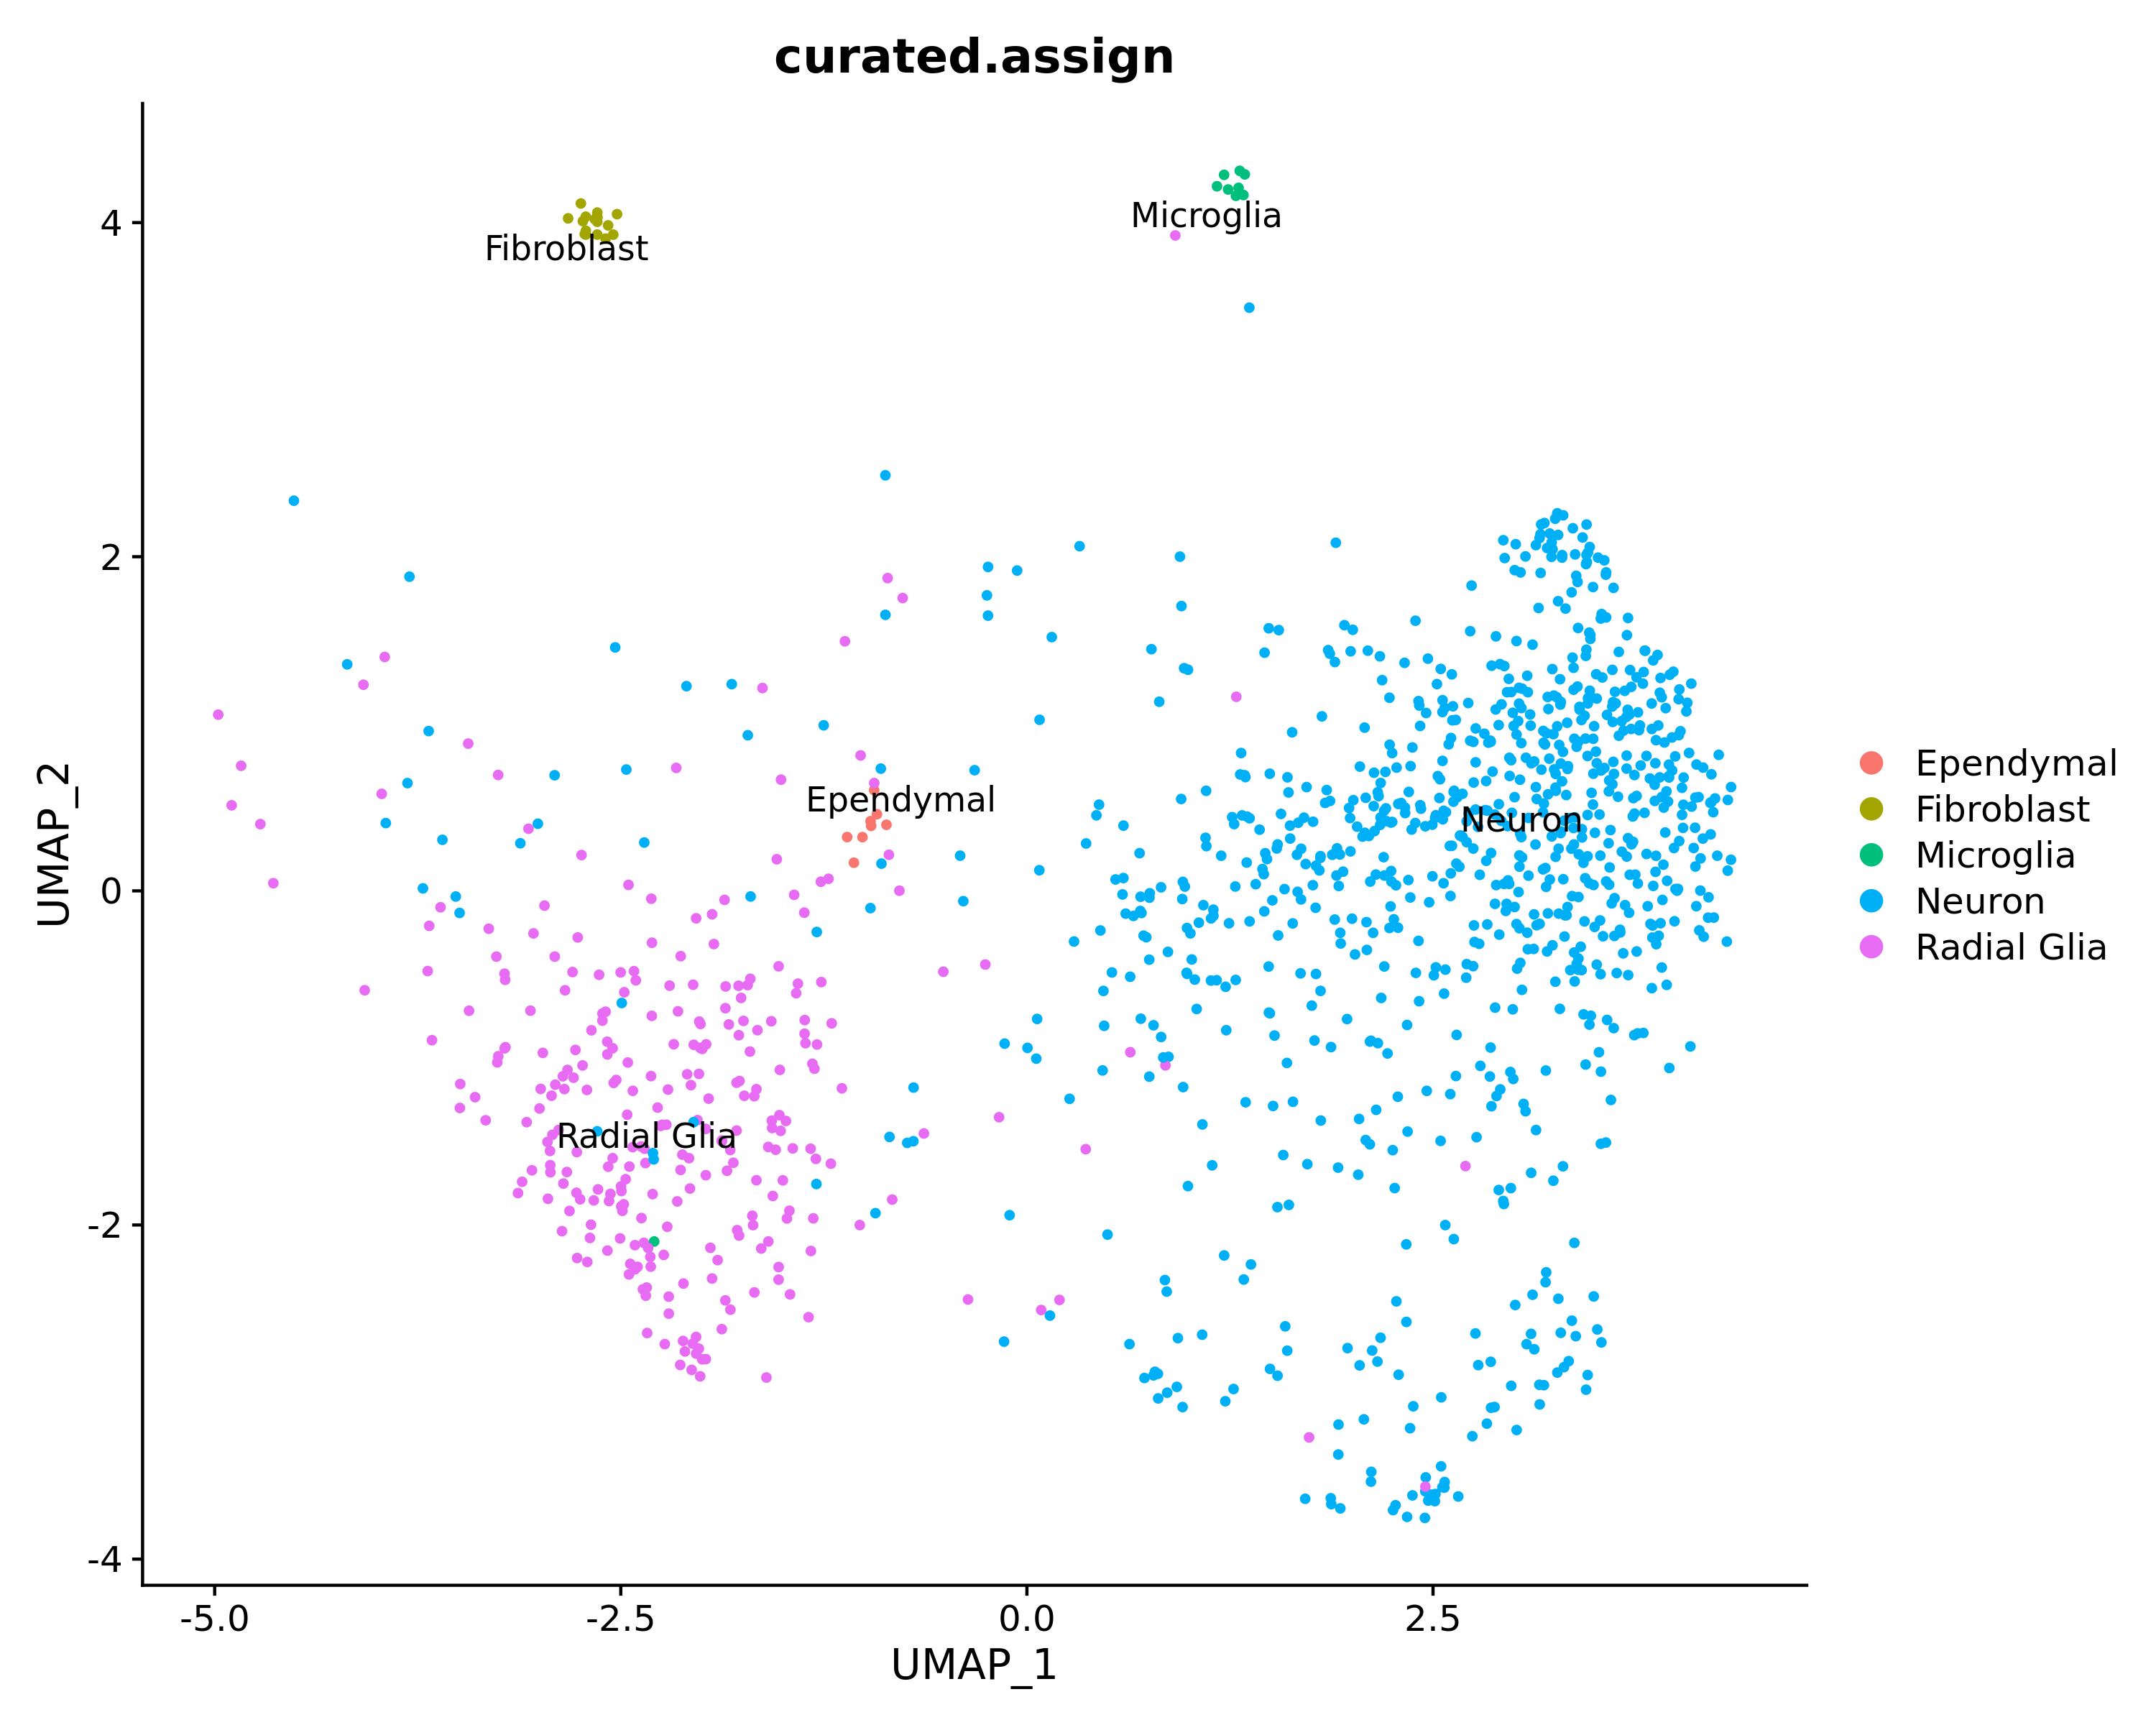 curated.assign
UMAP_2
4
2
0
-2
-4
Fibroblast
Microglia
Ependymal
Neuron
Radial Glia
-5.0
-2.5
0.0
2.5
UMAP_1
Ependymal
Fibroblast
Microglia
Neuron
Radial Glia